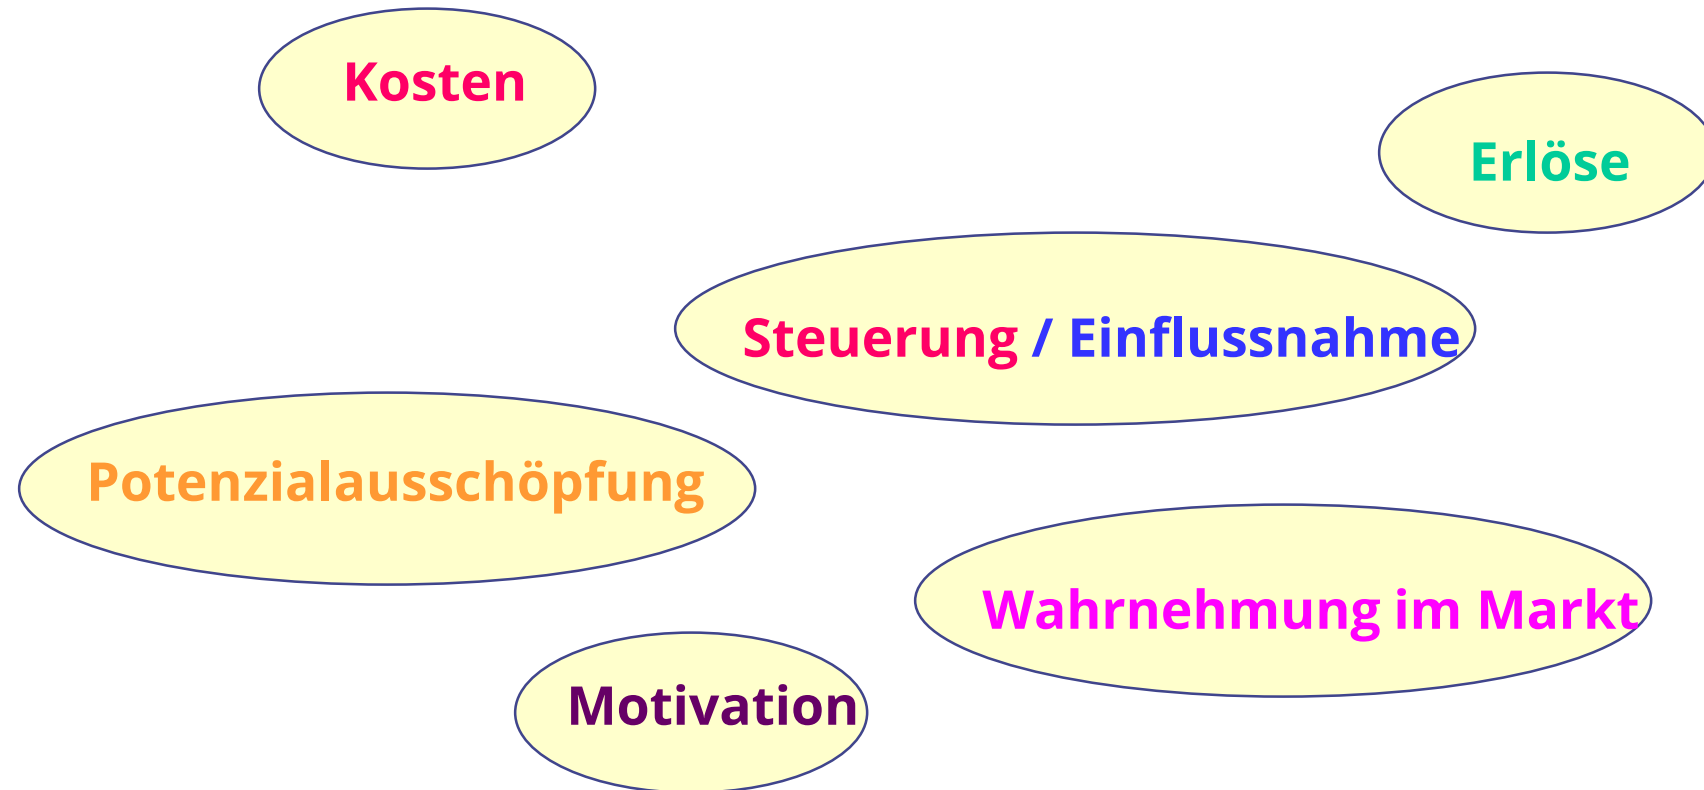 Kosten
Erlöse
Steuerung / Einflussnahme
Potenzialausschöpfung
Wahrnehmung im Markt
Motivation